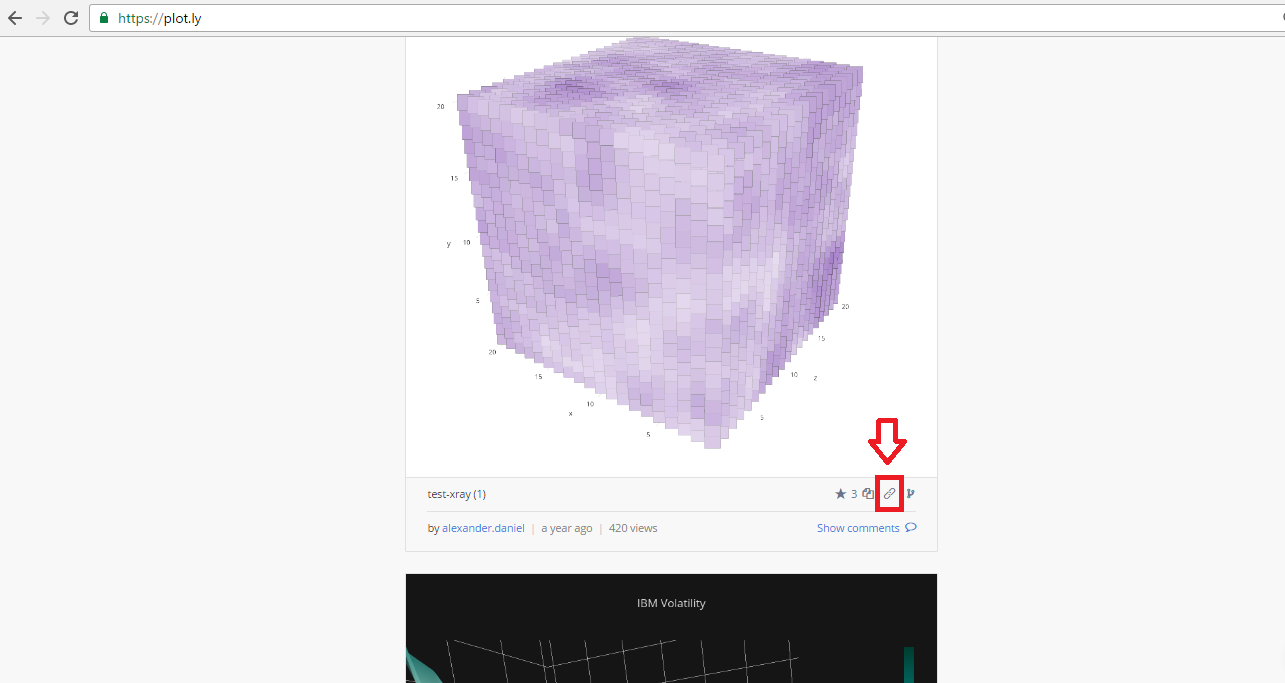 https://plot.ly
20
15
y 10
5
20
15
10
x
5
20
15
10 z
5
test-xray (1)
3
by alexander.daniel | a year ago | 420 views
Show comments
IBM Volatility